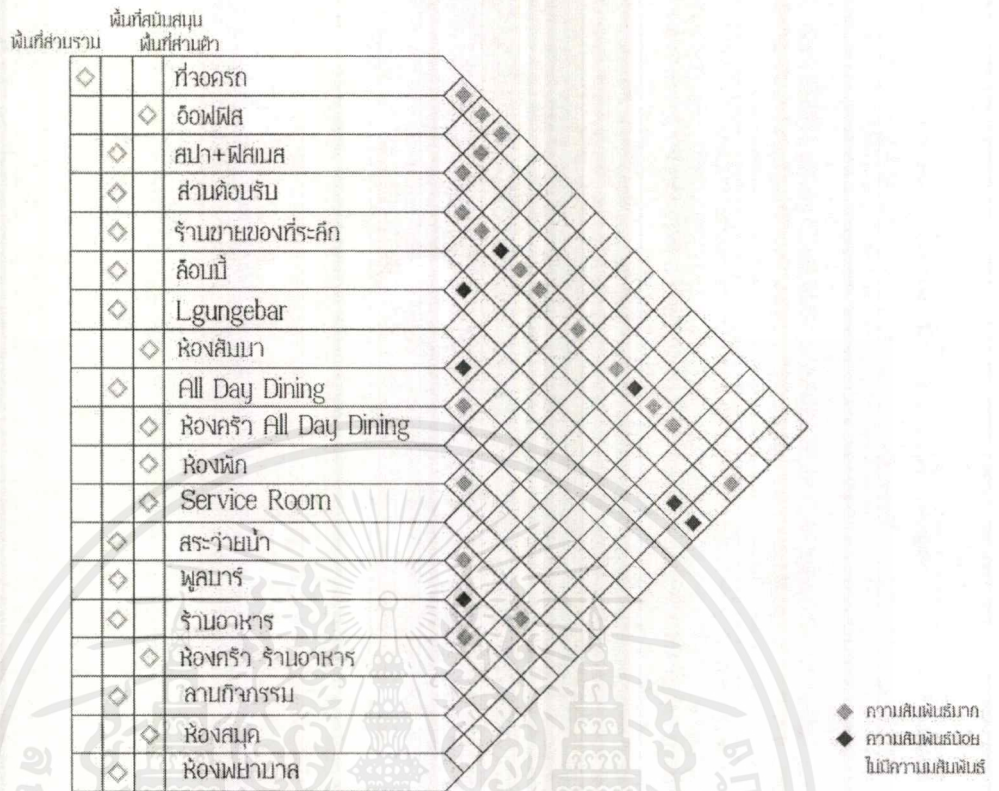 พื้นที่สนับสนุน
พื้นที่ส่วนรวม พื้นที่ส่วนตัว
ที่จอดรถ
อ็อฟฟิส
สปา+ฟิสเนส
ส่วนต้อนรับ
ร้านขายของที่ระลึก
ล็อบบี้
Lgungebar
ห้องสัมนา
All Day Dining
ห้องครัว All Day Dining
ห้องพัก
Service Room
สระว่ายน้ำ
พูลบาร์
ร้านอาหาร
ห้องครัว ร้านอาหาร
ลานกิจกรรม
ห้องสมุด
ห้องพยาบาล
ความสัมพันธ์มาก
ความสัมพันธ์น้อย
ไม่มีความมสัมพันธ์